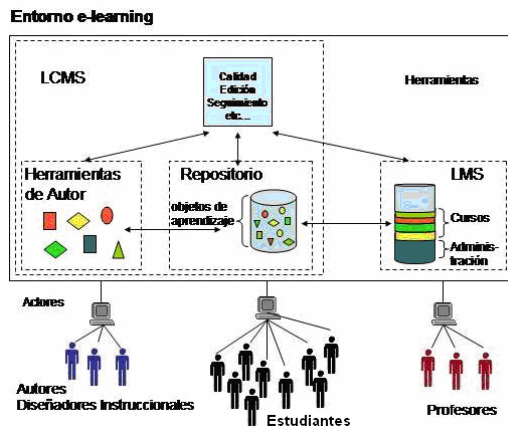 Entorno e-learning
LCMS
Calidad
Edición
Seguimiento
etc...
Herramientas
Herramientas
de Autor
Repositorio
objetos de
aprendizaje
LMS
Cursos
Adminis-
tración
Actores
Autores
Diseñadores Instruccionales
Estudiantes
Profesores